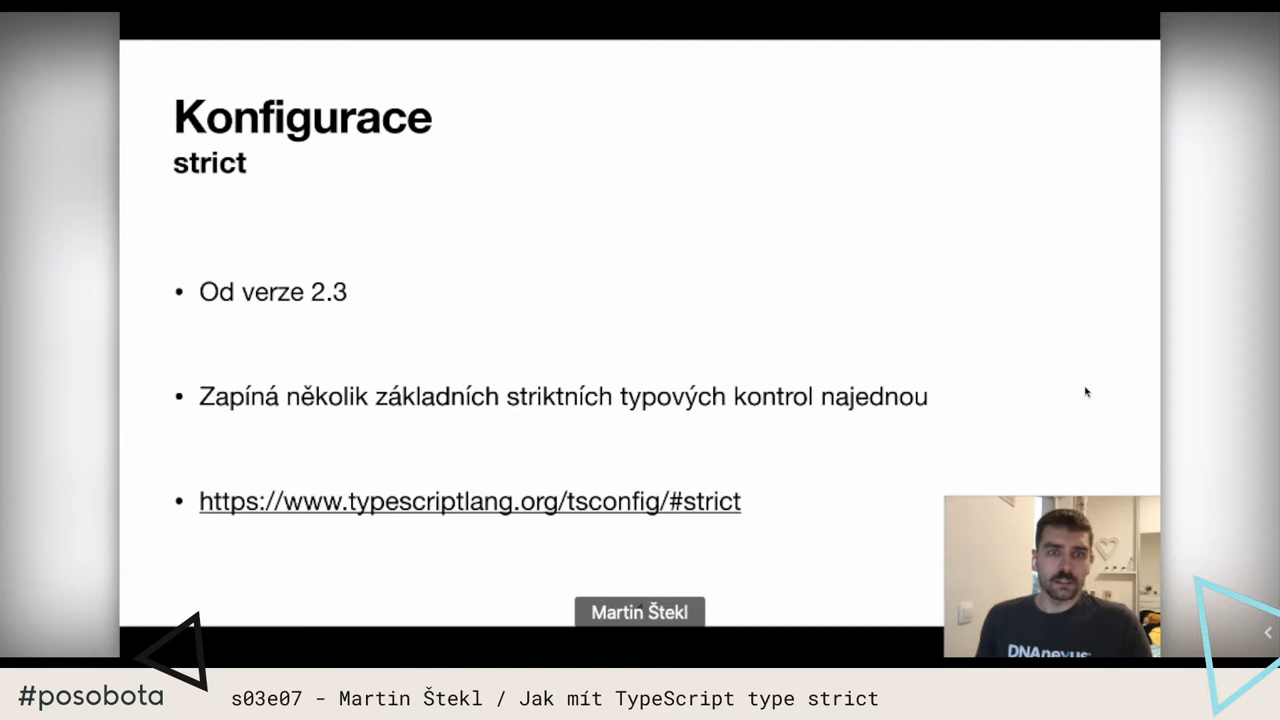 Konfigurace
strict
• Od verze 2.3
• Zapíná několik základních striktních typových kontrol najednou
• https://www.typescriptlang.org/tsconfig/#strict
Martin Štekl
DNAnexus
#posobota
s03e07 - Martin Štekl / Jak mít TypeScript type strict